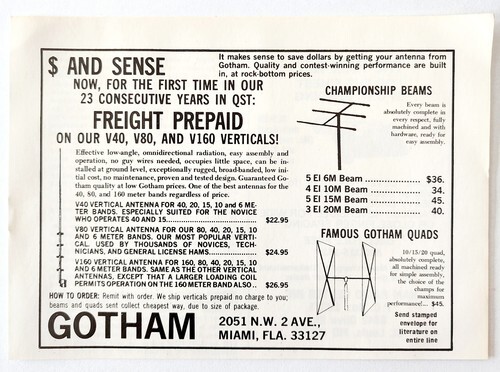 $ AND SENSE
It makes sense to save dollars by getting your antenna from
Gotham. Quality and contest-winning performance are built
in, at rock-bottom prices.
NOW, FOR THE FIRST TIME IN OUR
23 CONSECUTIVE YEARS IN QST:
FREIGHT PREPAID
ON OUR V40, V80, AND V160 VERTICALS!
Effective low-angle, omnidirectional radiation, easy assembly and
operation, no guy wires needed, occupies little space, can be in-
stalled at ground level, exceptionally rugged, broad-banded, low ini-
tial cost, no maintenance, proven and tested design. Guaranteed Go-
tham quality at low Gotham prices. One of the best antennas for the
40, 80, and 160 meter bands regardless of price.
V40 VERTICAL ANTENNA FOR 40, 20, 15, 10 and 6 ME-
TER BANDS. ESPECIALLY SUITED FOR THE NOVICE
WHO OPERATES 40 AND 15........................ $22.95
V80 VERTICAL ANTENNA FOR OUR 80, 40, 20, 15, 10
AND 6 METER BANDS. OUR MOST POPULAR VERTI-
CAL. USED BY THOUSANDS OF NOVICES, TECH-
NICIANS, AND GENERAL LICENSE HAMS............ $24.95
V160 VERTICAL ANTENNA FOR 160, 80, 40, 20, 15, 10
AND 6 METER BANDS. SAME AS THE OTHER VERTICAL
ANTENNAS, EXCEPT THAT A LARGER LOADING COIL
PERMITS OPERATION ON THE 160 METER BAND ALSO.. $26.95
HOW TO ORDER: Remit with order. We ship verticals prepaid no charge to you;
beams and quads sent collect cheapest way, due to size of package.
CHAMPIONSHIP BEAMS
Every beam is
absolutely complete in
every respect, fully
machined and with
hardware, ready for
easy assembly.
5 El 6M Beam ................... $36.
4 El 10M Beam ................. 34.
5 El 15M Beam ................. 45.
3 El 20M Beam ................. 40.
FAMOUS GOTHAM QUADS
10/15/20 quad,
absolutely complete,
all machined ready
for simple assembly,
the choice of the
champs for
maximum
performance!... $45.
Send stamped
envelope for
literature on
entire line
GOTHAM
2051 N.W. 2 AVE.,
MIAMI, FLA. 33127